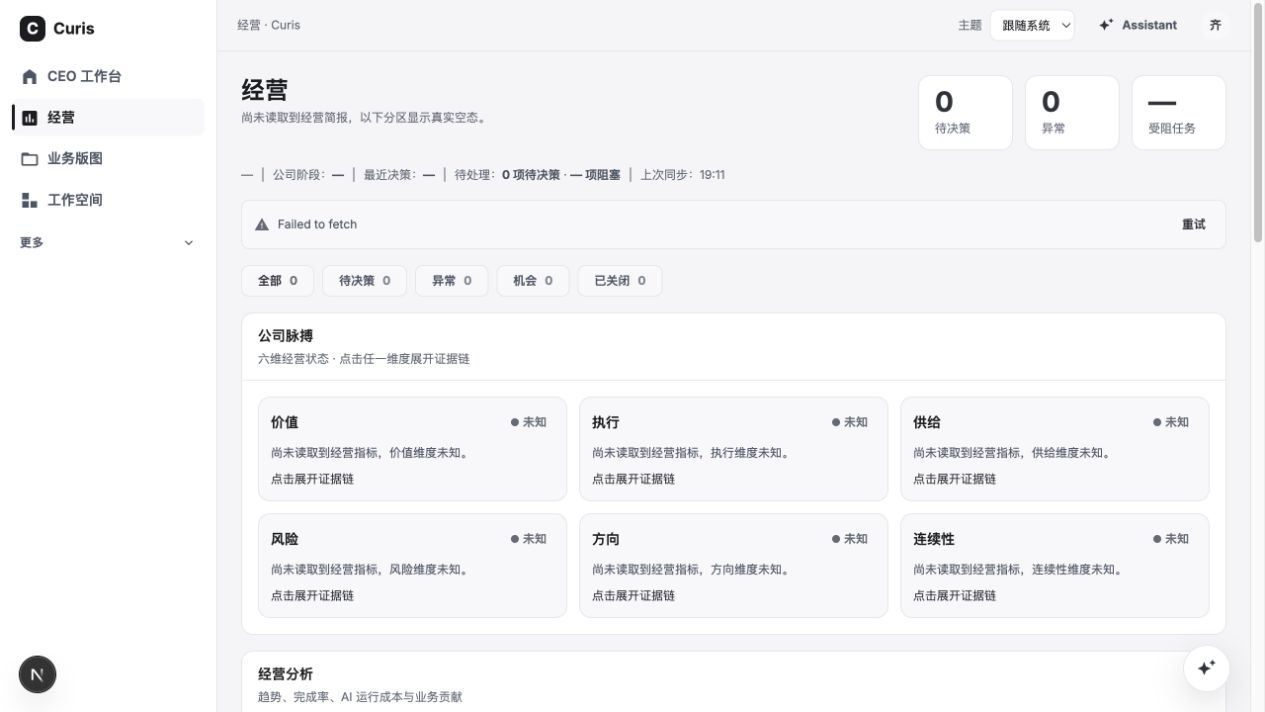 C Curis
CEO 工作台
经营
业务版图
工作空间
更多
N
经营 · Curis
主题 跟随系统 Assistant 齐
经营
尚未读取到经营简报，以下分区显示真实空态。
0
待决策
0
异常
—
受阻任务
— | 公司阶段：— | 最近决策：— | 待处理：0 项待决策 · — 项阻塞 | 上次同步：19:11
Failed to fetch 重试
全部 0 待决策 0 异常 0 机会 0 已关闭 0
公司脉搏
六维经营状态 · 点击任一维度展开证据链
价值 未知
尚未读取到经营指标，价值维度未知。
点击展开证据链
执行 未知
尚未读取到经营指标，执行维度未知。
点击展开证据链
供给 未知
尚未读取到经营指标，供给维度未知。
点击展开证据链
风险 未知
尚未读取到经营指标，风险维度未知。
点击展开证据链
方向 未知
尚未读取到经营指标，方向维度未知。
点击展开证据链
连续性 未知
尚未读取到经营指标，连续性维度未知。
点击展开证据链
经营分析
趋势、完成率、AI 运行成本与业务贡献